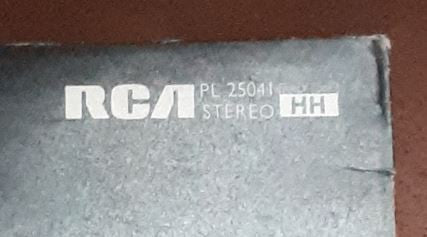 RCA PL 25041
STEREO HH